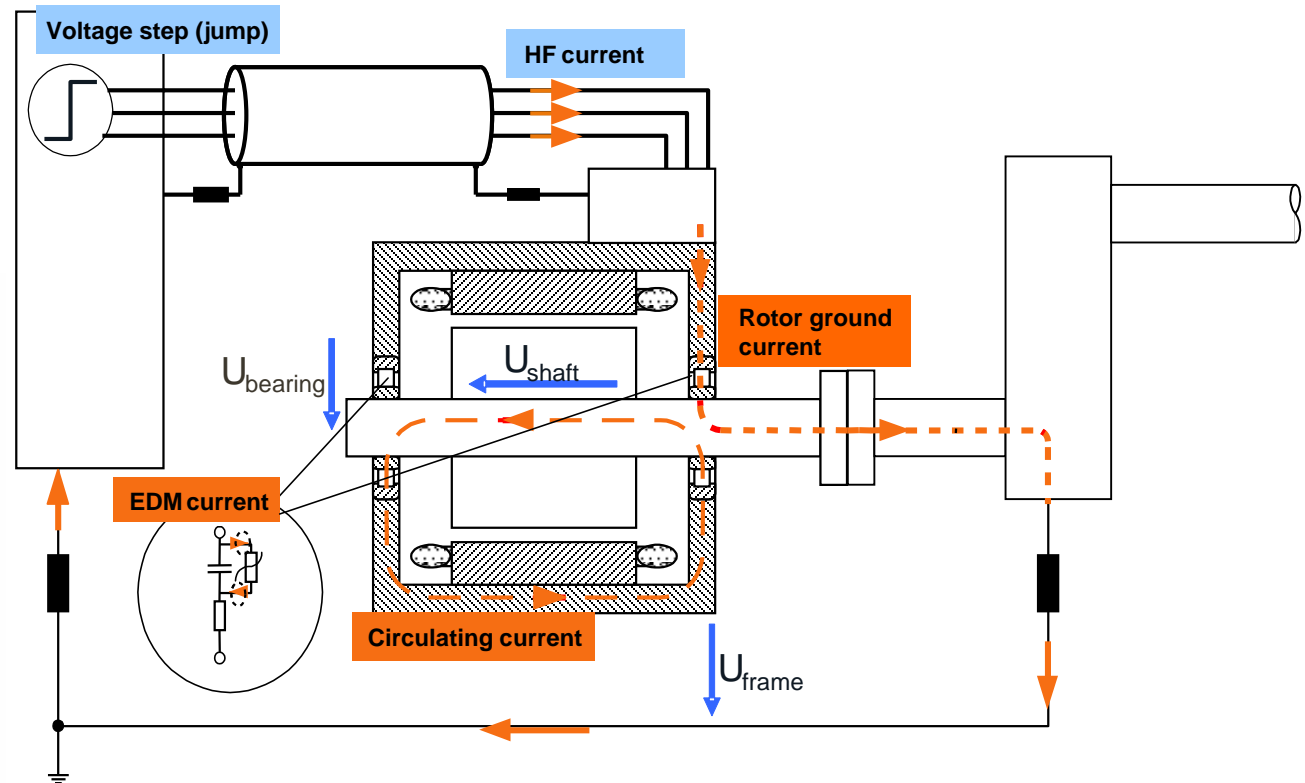 Voltage step (jump)
HF current
Rotor ground
current
Ubearing
Ushaft
EDM current
Circulating current
Uframe